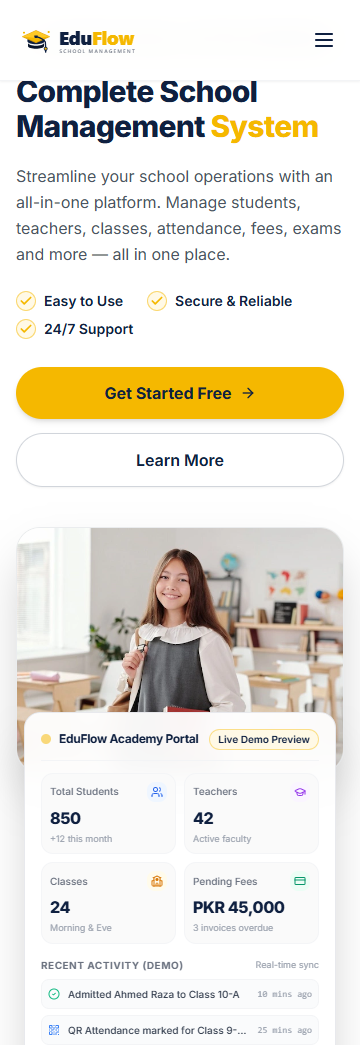 EduFlow
SCHOOL MANAGEMENT
Complete School
Management System
Streamline your school operations with an
all-in-one platform. Manage students,
teachers, classes, attendance, fees, exams
and more — all in one place.
Easy to Use
Secure & Reliable
24/7 Support
Get Started Free →
Learn More
EduFlow Academy Portal
Live Demo Preview
Total Students
850
+12 this month
Teachers
42
Active faculty
Classes
24
Morning & Eve
Pending Fees
PKR 45,000
3 invoices overdue
RECENT ACTIVITY (DEMO)
Real-time sync
Admitted Ahmed Raza to Class 10-A
10 mins ago
QR Attendance marked for Class 9-...
25 mins ago